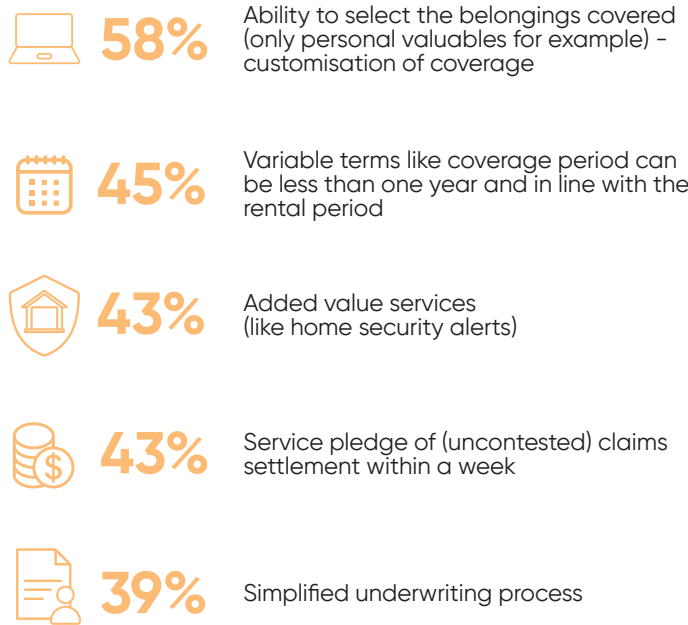 58%
Ability to select the belongings covered
(only personal valuables for example) -
customisation of coverage
45%
Variable terms like coverage period can
be less than one year and in line with the
rental period
43%
Added value services
(like home security alerts)
43%
Service pledge of (uncontested) claims
settlement within a week
$
39%
Simplified underwriting process